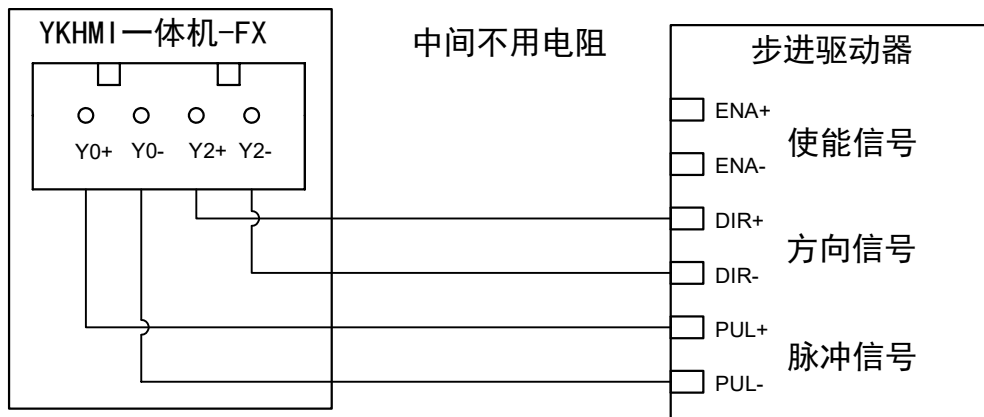 YKHMI一体机-FX
中间不用电阻
步进驱动器
Y0+ Y0- Y2+ Y2-
ENA+
使能信号
ENA-
DIR+
方向信号
DIR-
PUL+
脉冲信号
PUL-